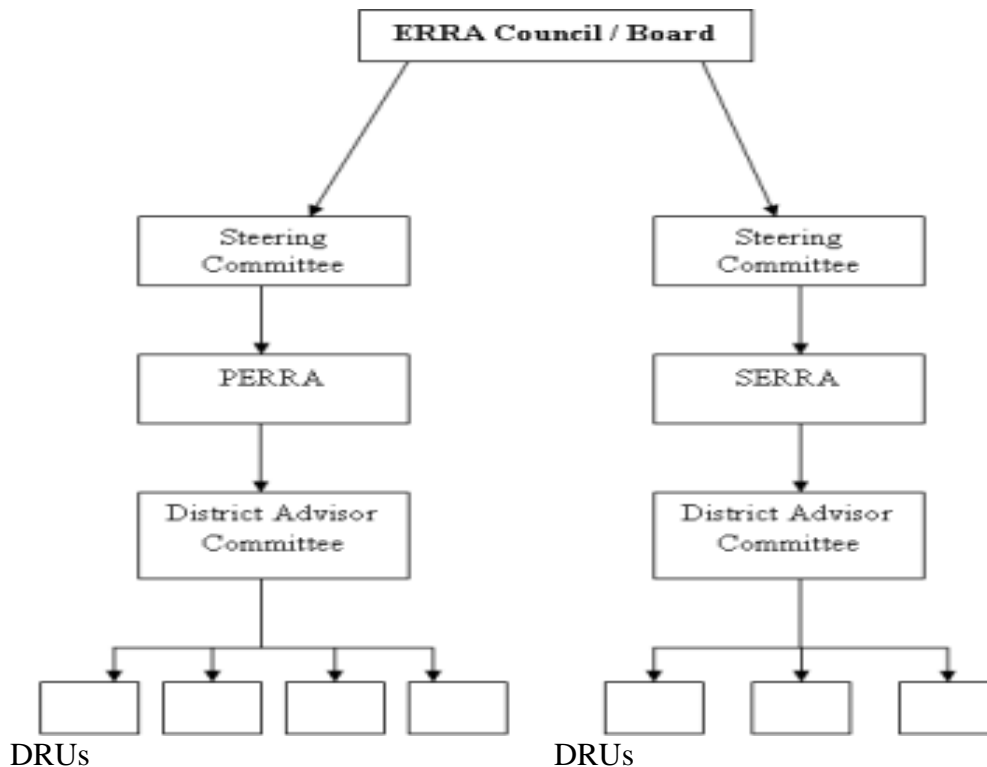 ERRA Council / Board
Steering
Committee
Steering
Committee
PERRA
SERRA
District Advisor
Committee
District Advisor
Committee
DRUs
DRUs